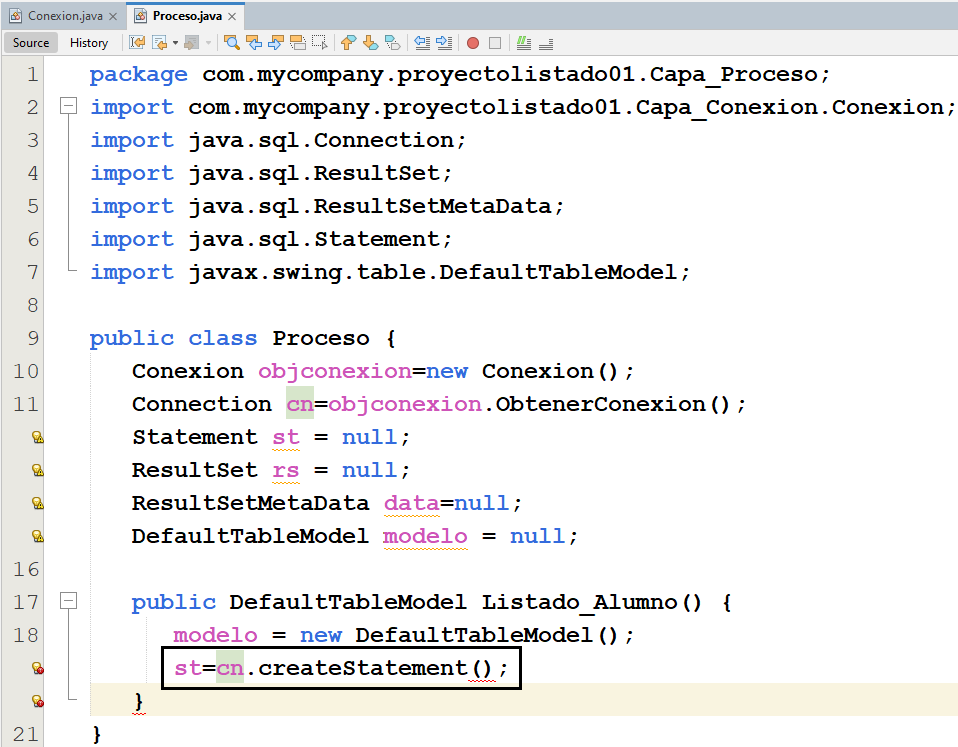 Conexion.java Proceso.java
Source History
1 package com.mycompany.proyectolistado01.Capa_Proceso;
2 import com.mycompany.proyectolistado01.Capa_Conexion.Conexion;
3 import java.sql.Connection;
4 import java.sql.ResultSet;
5 import java.sql.ResultSetMetaData;
6 import java.sql.Statement;
7 import javax.swing.table.DefaultTableModel;
8
9 public class Proceso {
10 Conexion objconexion=new Conexion();
11 Connection cn=objconexion.ObtenerConexion();
Statement st = null;
ResultSet rs = null;
ResultSetMetaData data=null;
DefaultTableModel modelo = null;
16
17 public DefaultTableModel Listado_Alumno() {
18 modelo = new DefaultTableModel();
st=cn.createStatement();
}
21 }